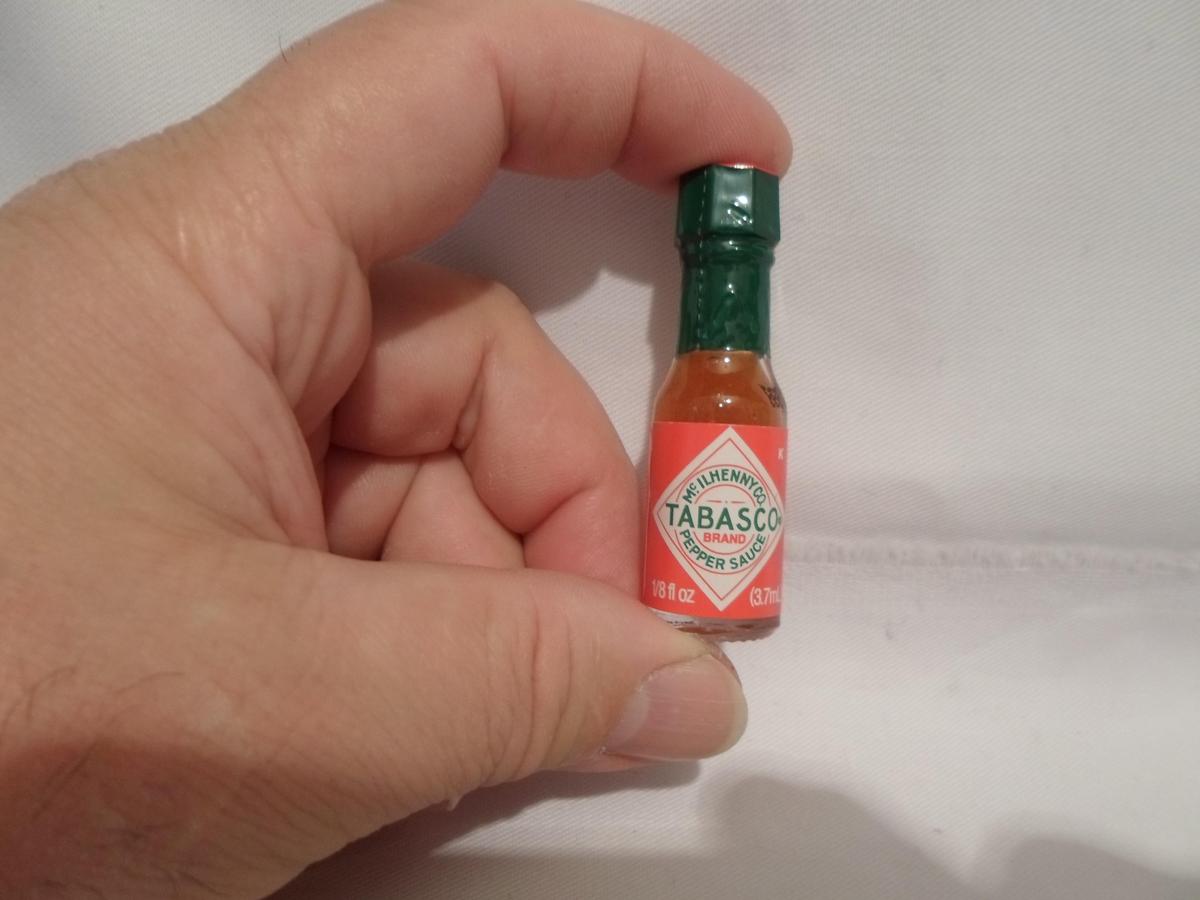 K
McILHENNY CO.
TABASCO
BRAND
PEPPER SAUCE
1/8 fl oz (3.7mL